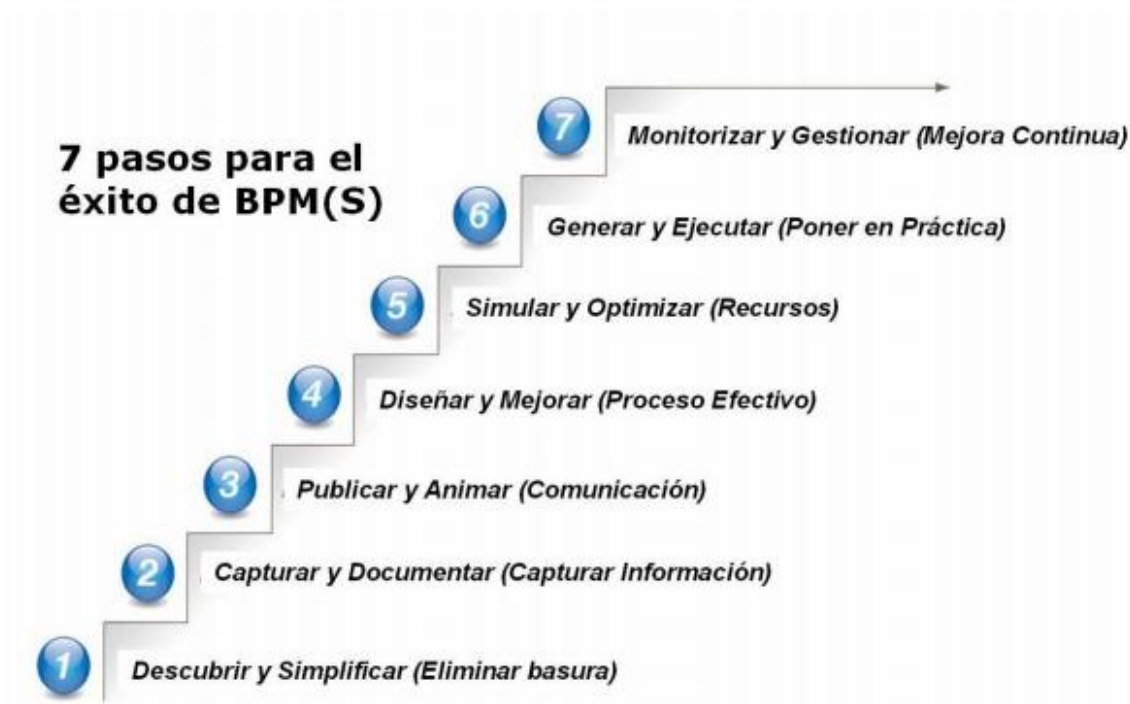 7 pasos para el
éxito de BPM(S)
7 Monitorizar y Gestionar (Mejora Continua)
6 Generar y Ejecutar (Poner en Práctica)
5 Simular y Optimizar (Recursos)
4 Diseñar y Mejorar (Proceso Efectivo)
3 Publicar y Animar (Comunicación)
2 Capturar y Documentar (Capturar Información)
1 Descubrir y Simplificar (Eliminar basura)